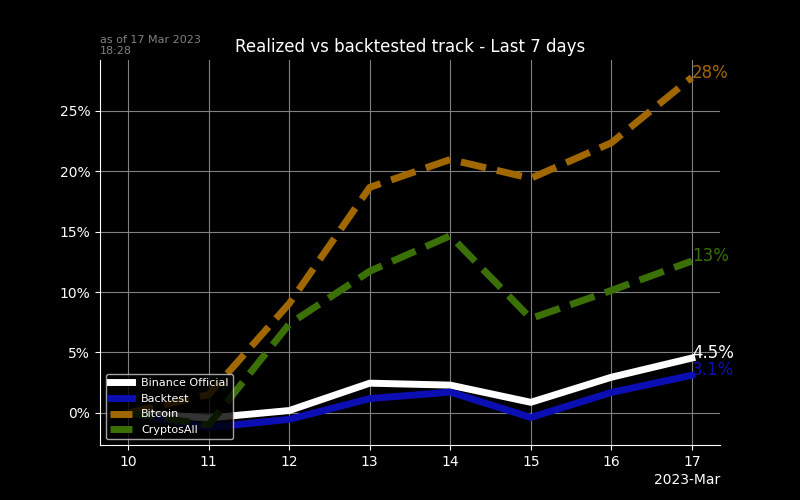 as of 17 Mar 2023
18:28
Realized vs backtested track - Last 7 days
28%
25%
20%
15%
13%
10%
5%
4.5%
3.1%
0%
Binance Official
Backtest
Bitcoin
CryptosAll
10 11 12 13 14 15 16 17
2023-Mar